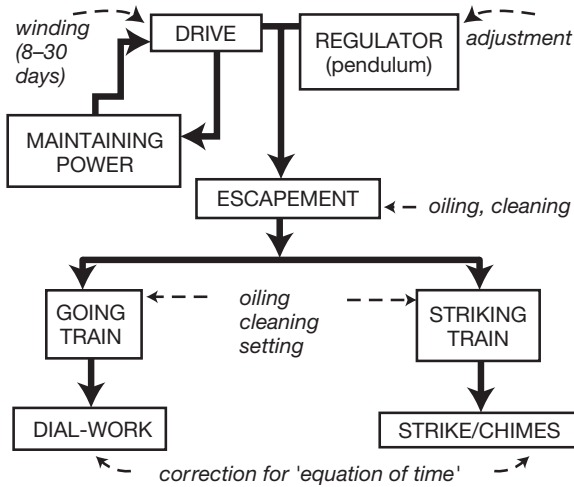 winding
(8–30
days)
DRIVE
REGULATOR
(pendulum)
adjustment
MAINTAINING
POWER
ESCAPEMENT
oiling, cleaning
GOING
TRAIN
oiling
cleaning
setting
STRIKING
TRAIN
DIAL-WORK
STRIKE/CHIMES
correction for 'equation of time'